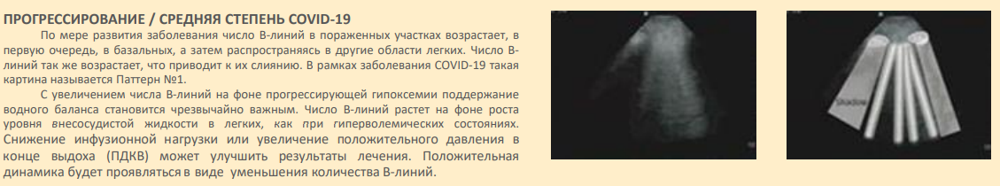 ПРОГРЕССИРОВАНИЕ / СРЕДНЯЯ СТЕПЕНЬ COVID-19
По мере развития заболевания число В-линий в пораженных участках возрастает, в
первую очередь, в базальных, а затем распространяясь в другие области легких. Число В-
линий так же возрастает, что приводит к их слиянию. В рамках заболевания COVID-19 такая
картина называется Паттерн №1.
С увеличением числа В-линий на фоне прогрессирующей гипоксемии поддержание
водного баланса становится чрезвычайно важным. Число В-линий растет на фоне роста
уровня внесосудистой жидкости в легких, как при гиперволемических состояниях.
Снижение инфузионной нагрузки или увеличение положительного давления в
конце выдоха (ПДКВ) может улучшить результаты лечения. Положительная
динамика будет проявляться в виде уменьшения количества В-линий.
Shadow